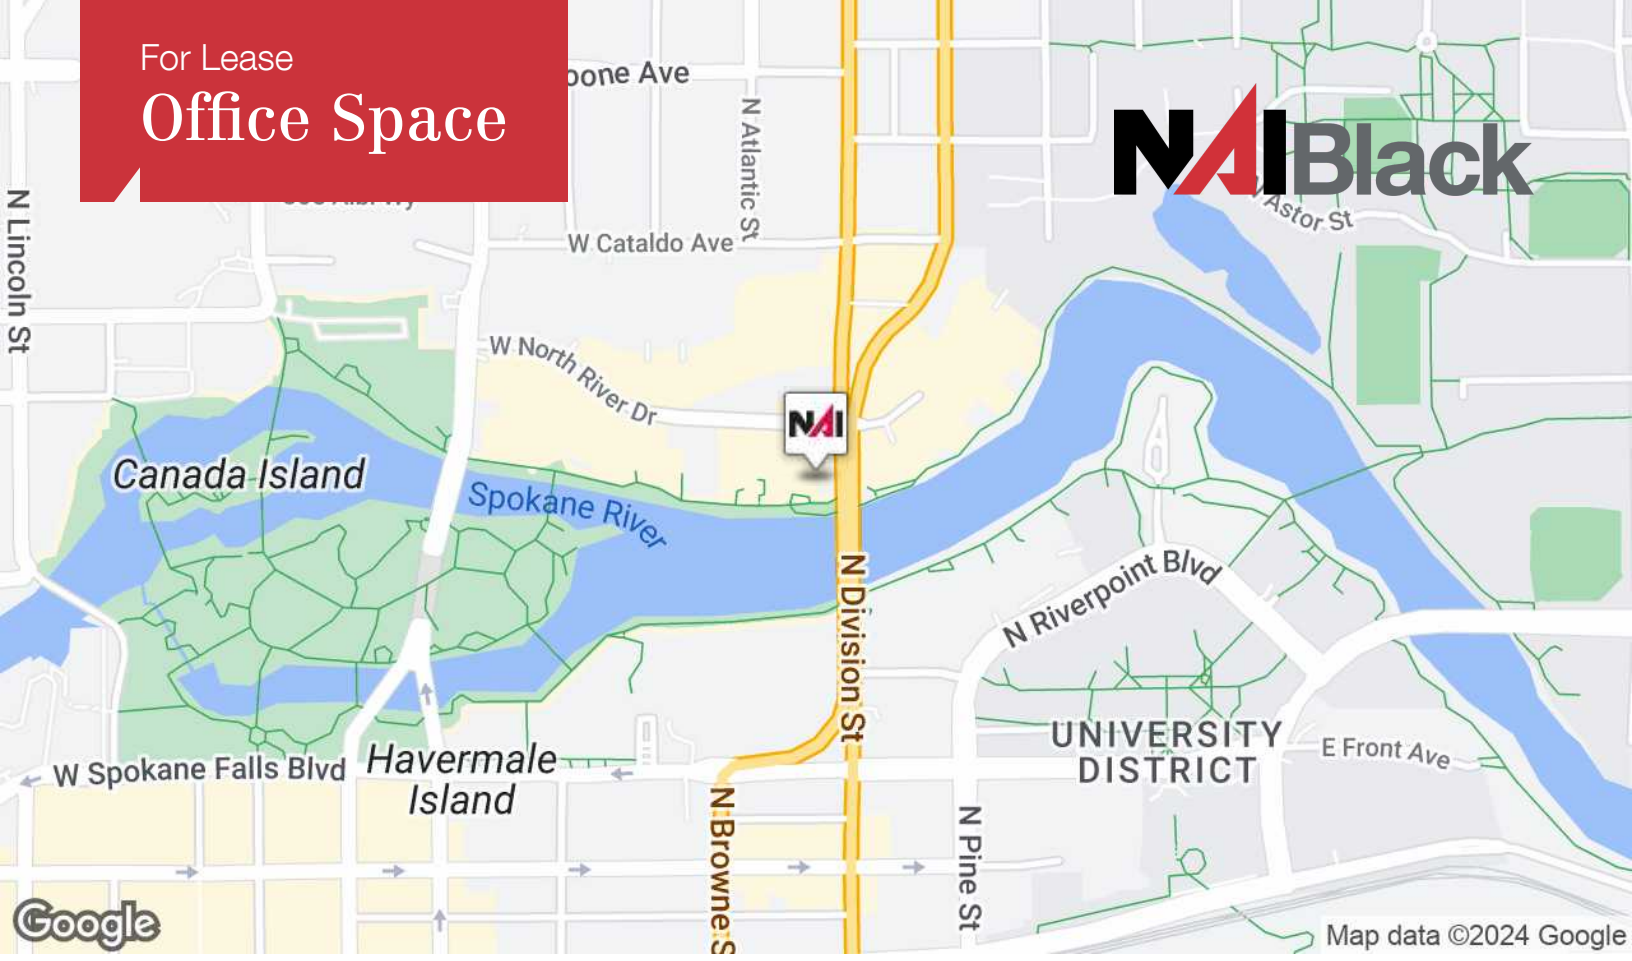 For Lease
Office Space
oone Ave
NAIBlack
N Atlantic St
N Lincoln St
N Astor St
W Cataldo Ave
W North River Dr
NAI
Canada Island
Spokane River
N Division St
N Riverpoint Blvd
UNIVERSITY
DISTRICT
E Front Ave
W Spokane Falls Blvd
Havermale
Island
N Browne S
N Pine St
Google
Map data ©2024 Google